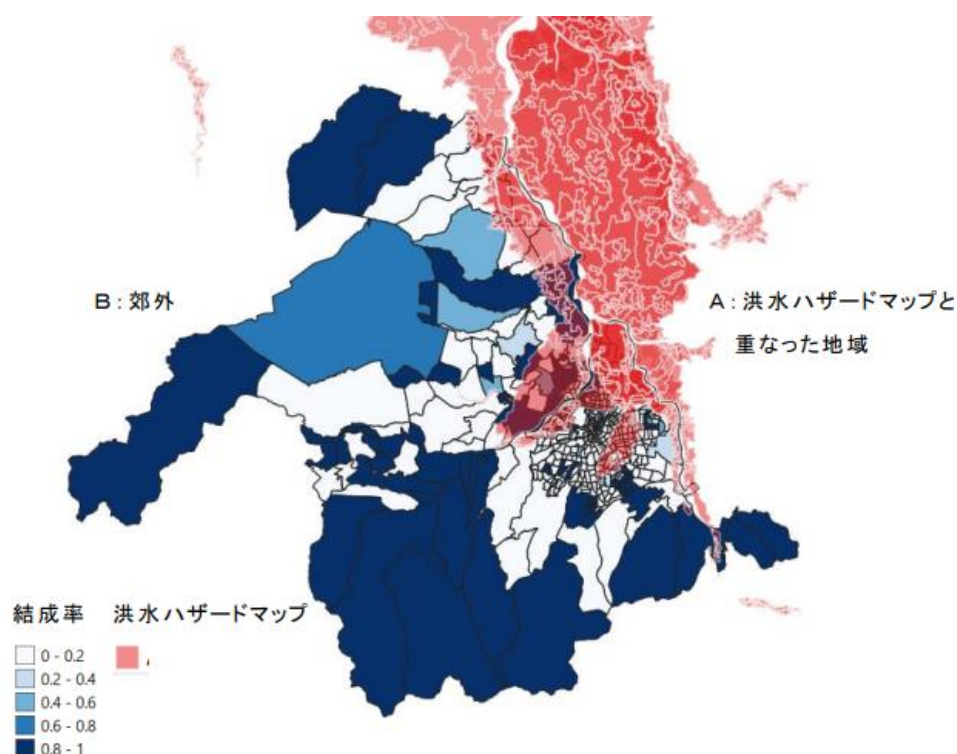 B:郊外
A:洪水ハザードマップと
重なった地域
結成率
洪水ハザードマップ
0 - 0.2
0.2 - 0.4
0.4 - 0.6
0.6 - 0.8
0.8 - 1